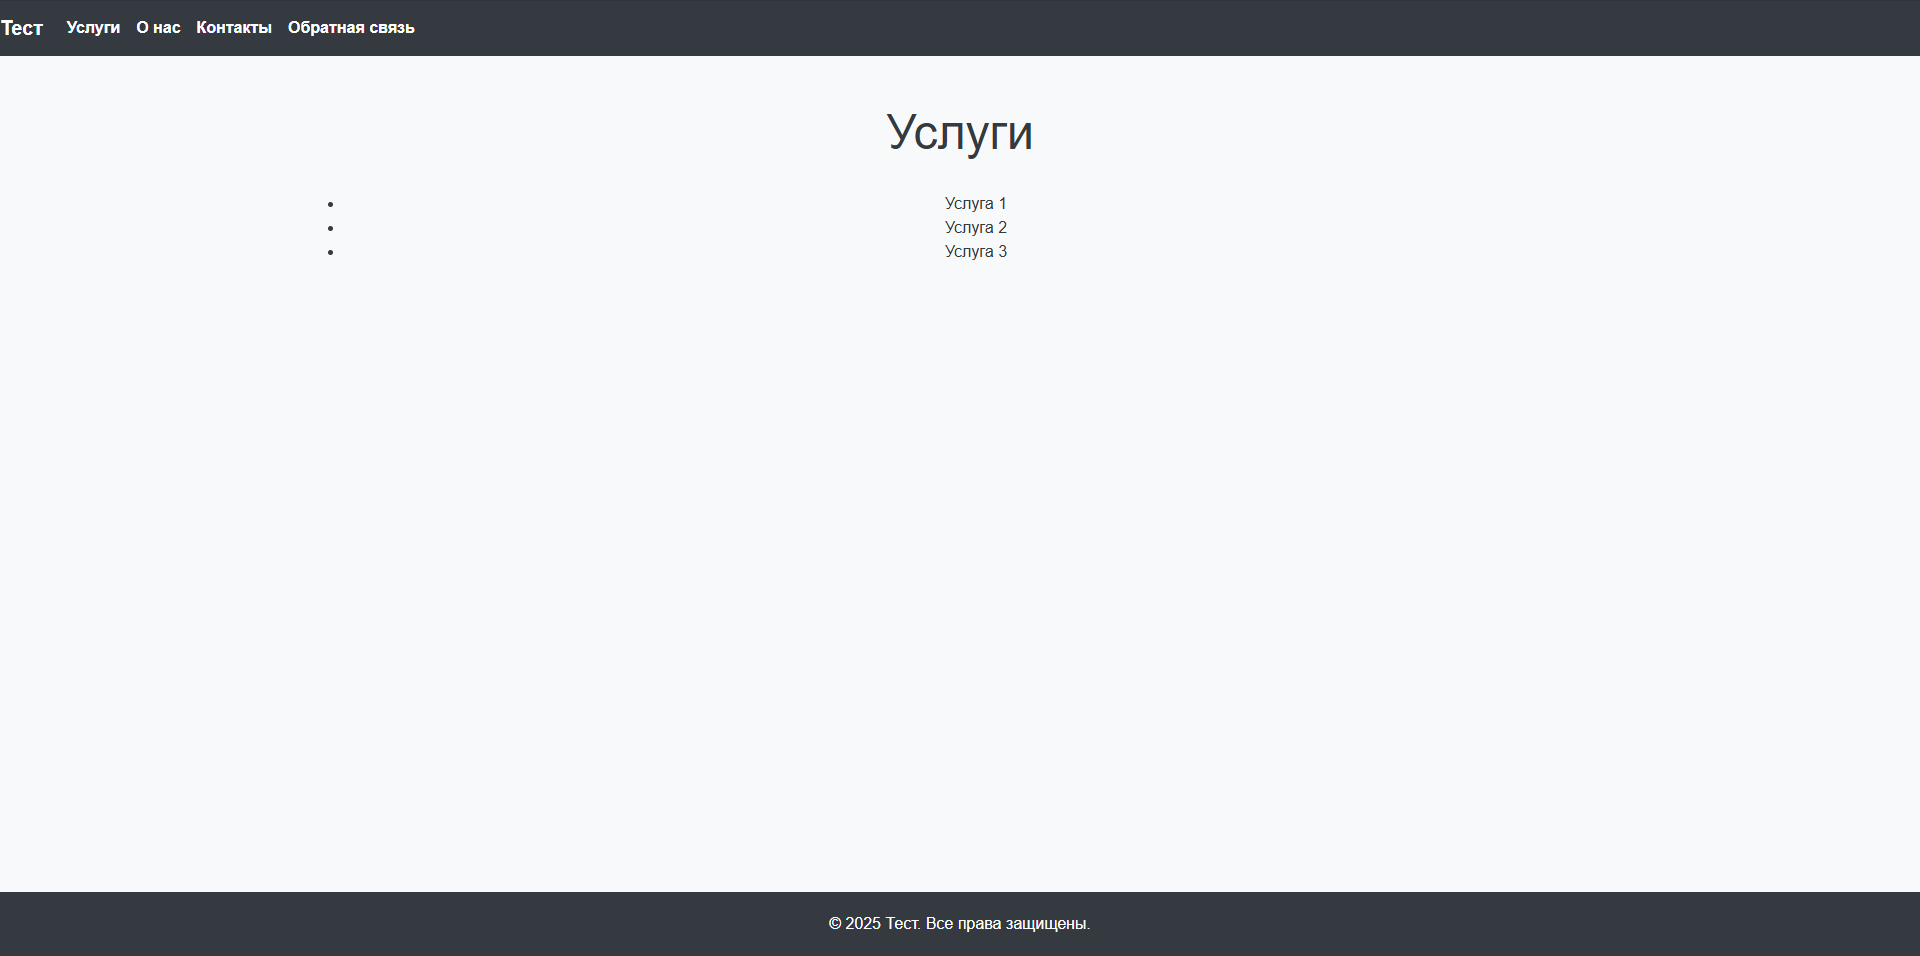 Тест Услуги О нас Контакты Обратная связь
Услуги
• Услуга 1
• Услуга 2
• Услуга 3
© 2025 Тест. Все права защищены.